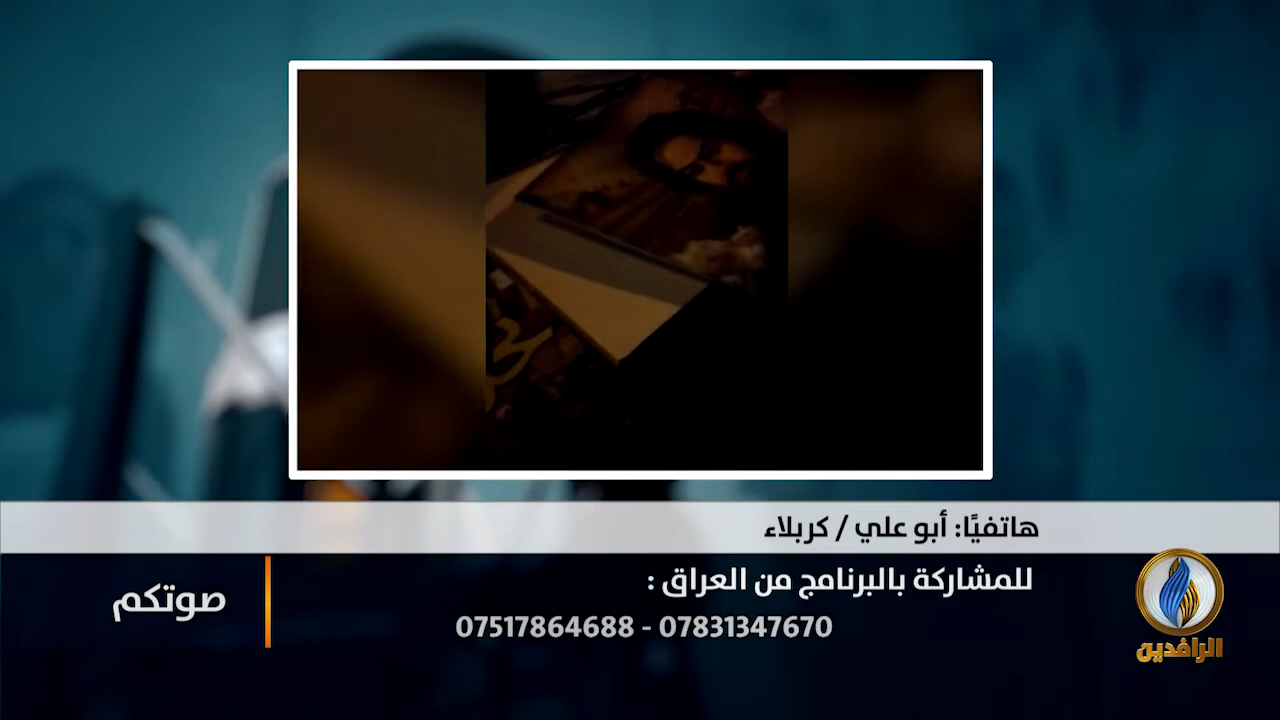 هاتفيًا: أبو علي / كربلاء
للمشاركة بالبرنامج من العراق :
07517864688 - 07831347670
صوتكم
الرافدين